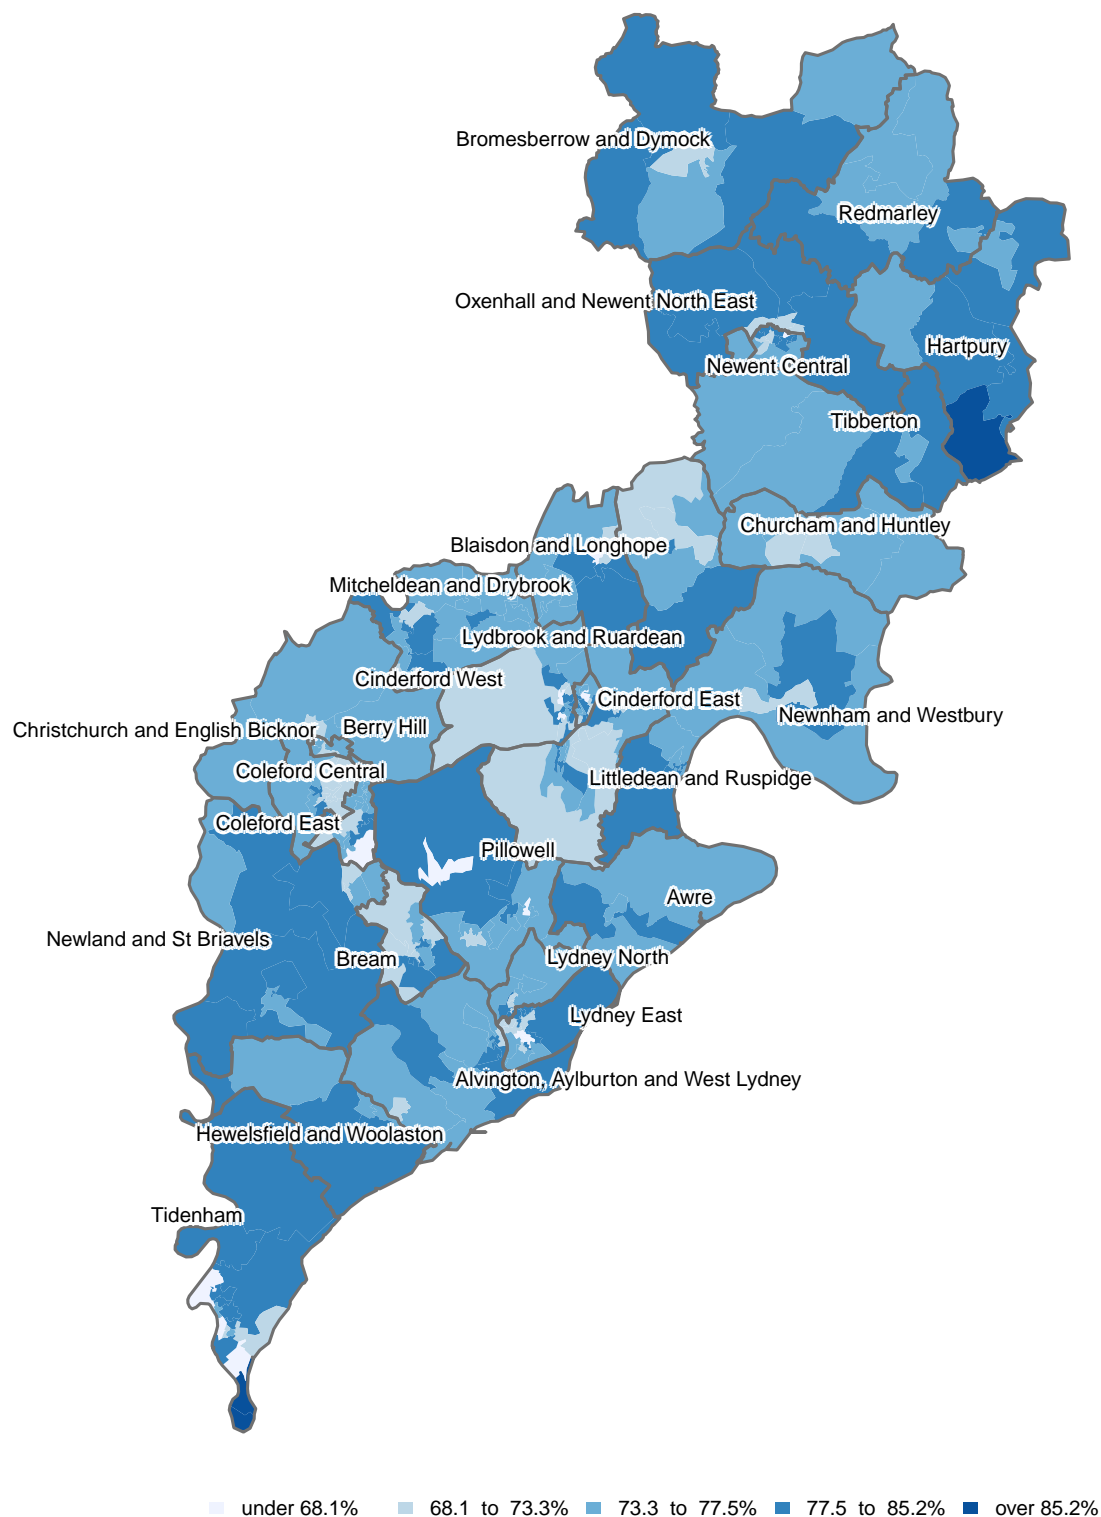 Bromesberrow and Dymock
Redmarley
Oxenhall and Newent North East
Hartpury
Newent Central
Tibberton
Churcham and Huntley
Blaisdon and Longhope
Mitcheldean and Drybrook
Lydbrook and Ruardean
Cinderford West
Cinderford East
Newnham and Westbury
Christchurch and English Bicknor
Berry Hill
Coleford Central
Littledean and Ruspidge
Coleford East
Pillowell
Awre
Newland and St Briavels
Bream
Lydney North
Lydney East
Alvington, Aylburton and West Lydney
Hewelsfield and Woolaston
Tidenham
under 68.1% 68.1 to 73.3% 73.3 to 77.5% 77.5 to 85.2% over 85.2%